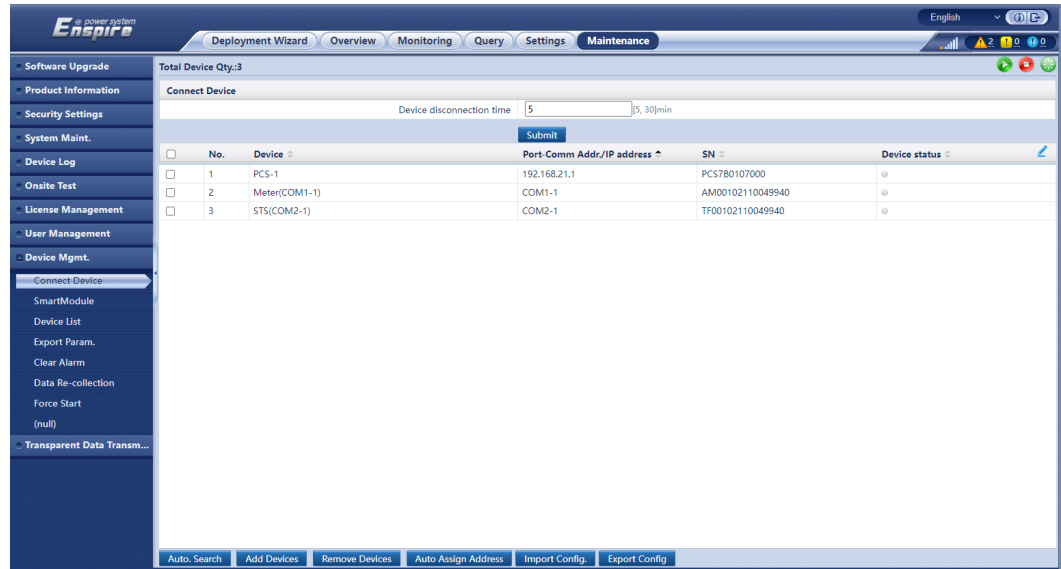 @ power system
Enspire
English
Deployment Wizard Overview Monitoring Query Settings Maintenance
2 0 0
Software Upgrade
Product Information
Security Settings
System Maint.
Device Log
Onsite Test
License Management
User Management
Device Mgmt.
Connect Device
SmartModule
Device List
Export Param.
Clear Alarm
Data Re-collection
Force Start
(null)
Transparent Data Transm...
Total Device Qty.:3
Connect Device
Device disconnection time 5 [5, 30]min
Submit
No. Device Port-Comm Addr./IP address SN Device status
1 PCS-1 192.168.21.1 PCS7B0107000
2 Meter(COM1-1) COM1-1 AM00102110049940
3 STS(COM2-1) COM2-1 TF00102110049940
Auto. Search Add Devices Remove Devices Auto Assign Address Import Config. Export Config